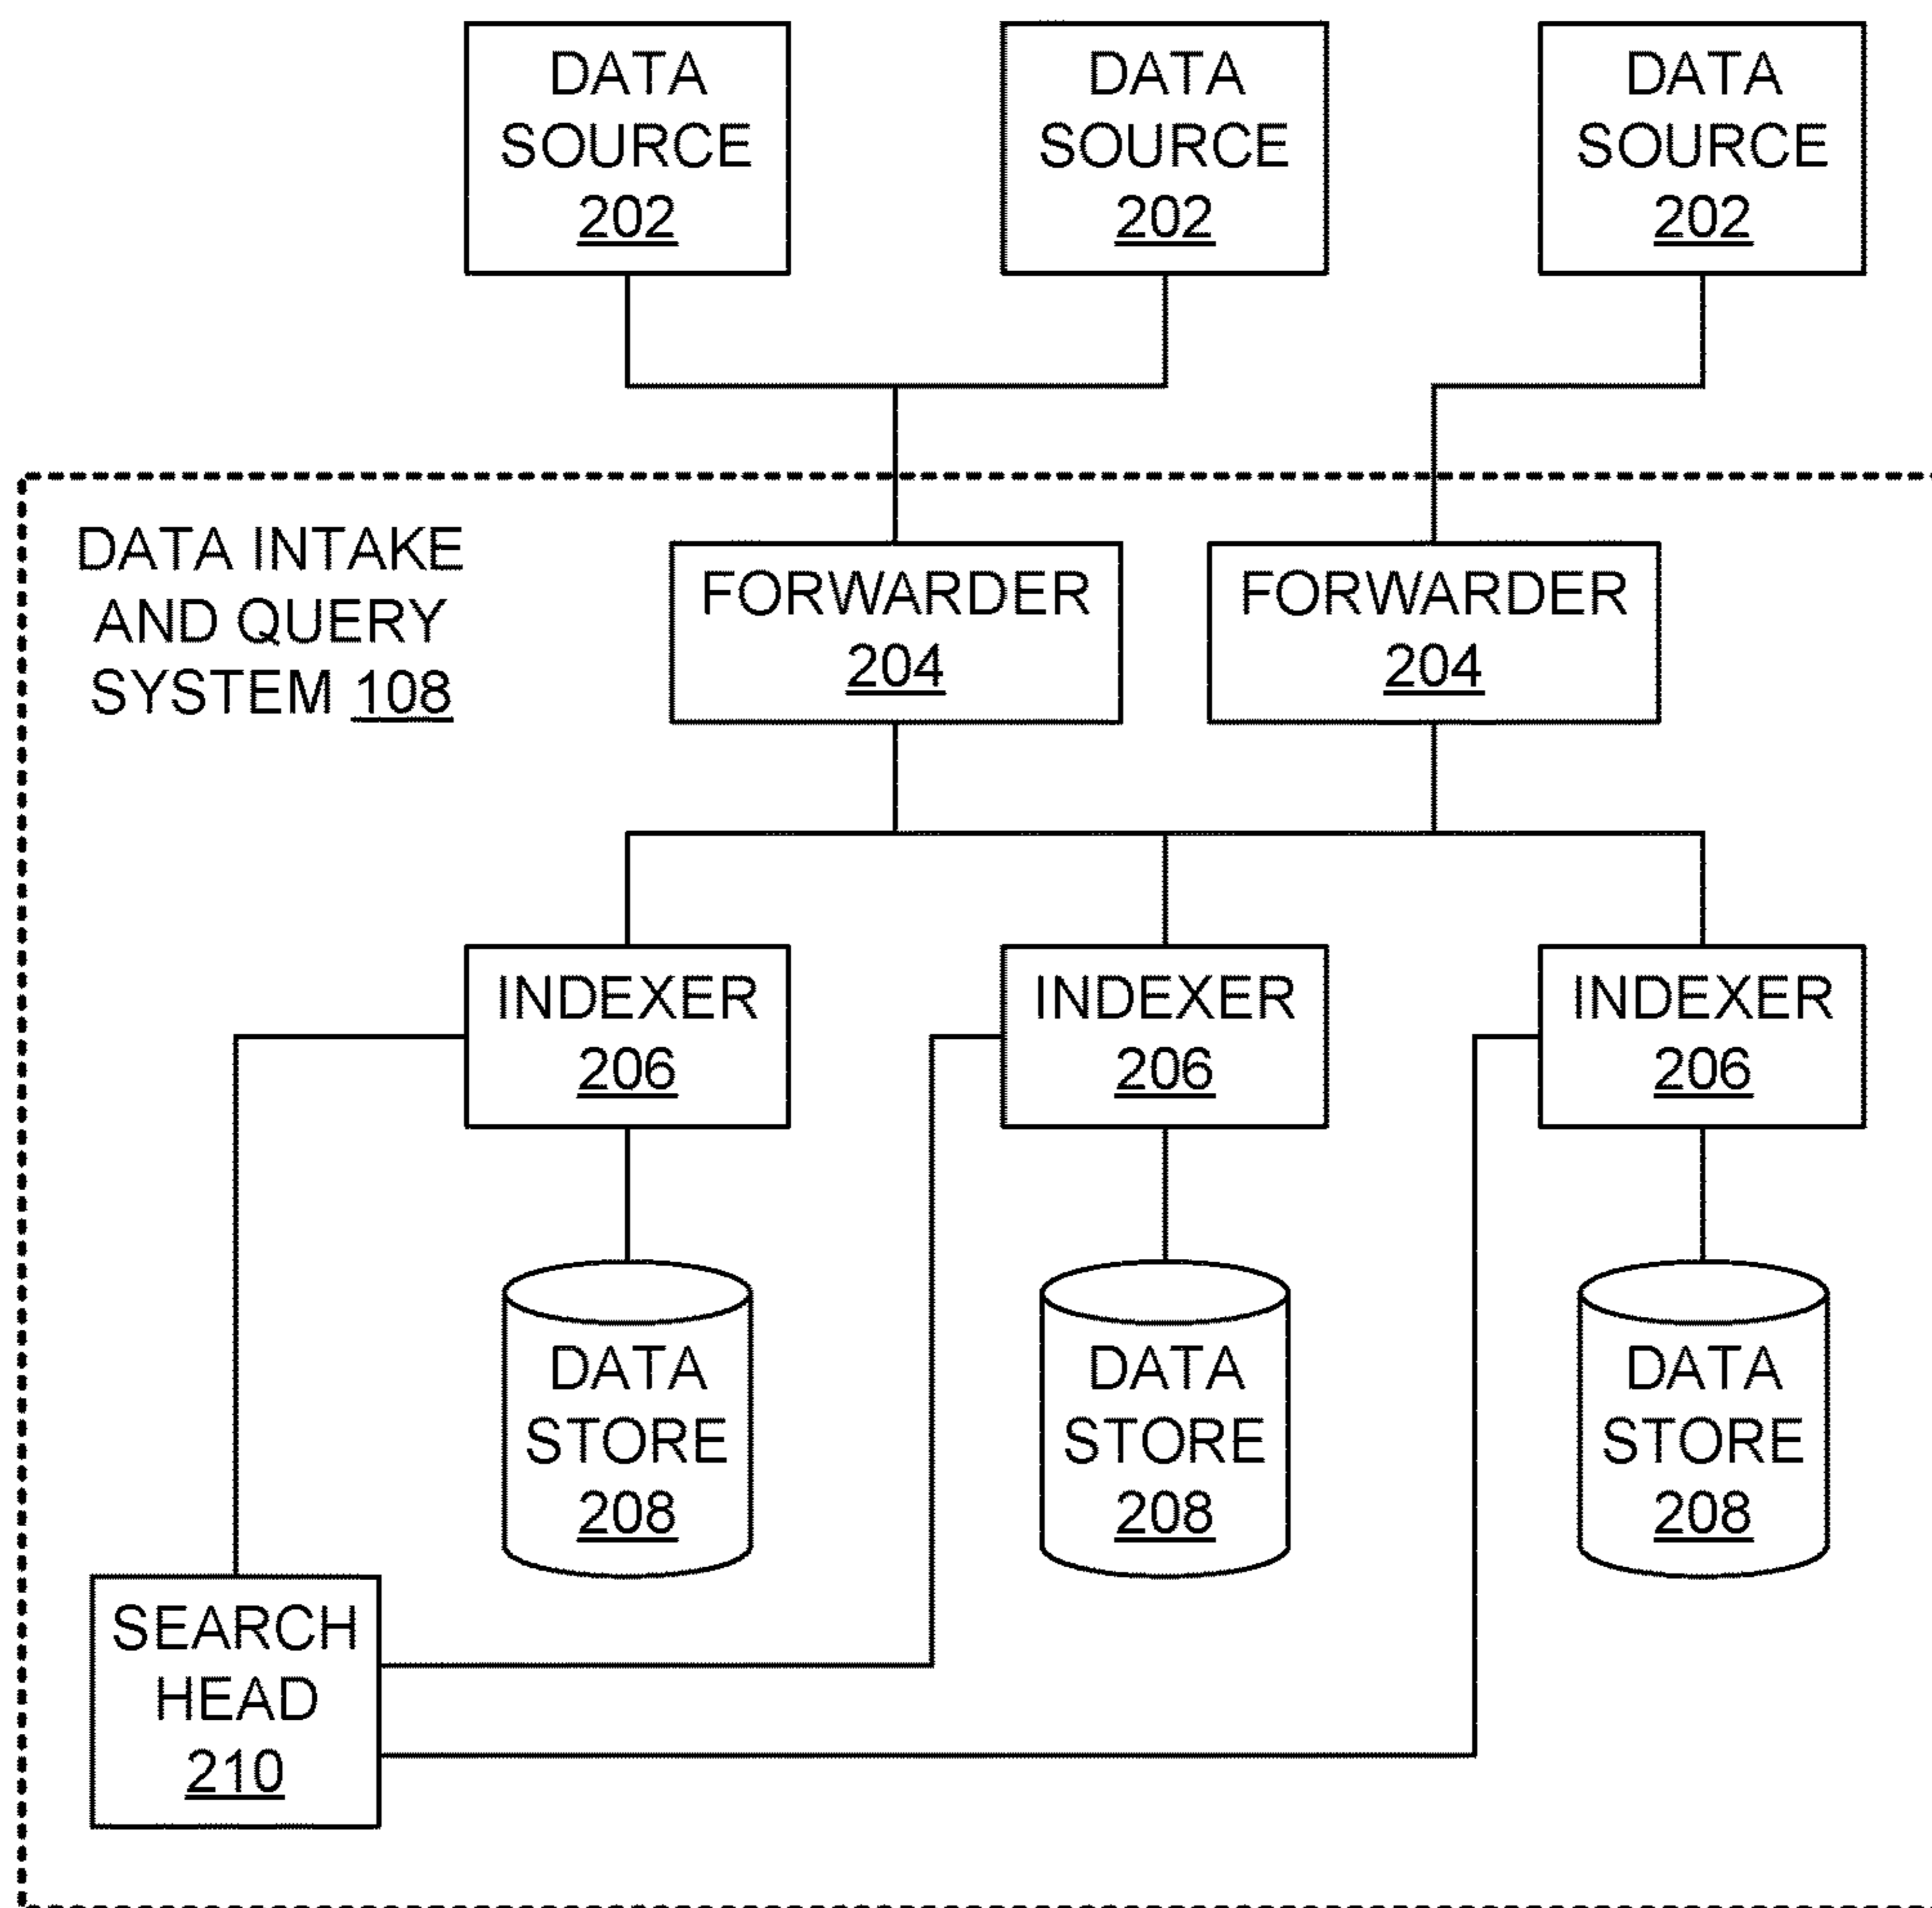 DATA
SOURCE
202
DATA
SOURCE
202
DATA
SOURCE
202
DATA INTAKE
AND QUERY
SYSTEM 108
FORWARDER
204
FORWARDER
204
INDEXER
206
INDEXER
206
INDEXER
206
DATA
STORE
208
DATA
STORE
208
DATA
STORE
208
SEARCH
HEAD
210